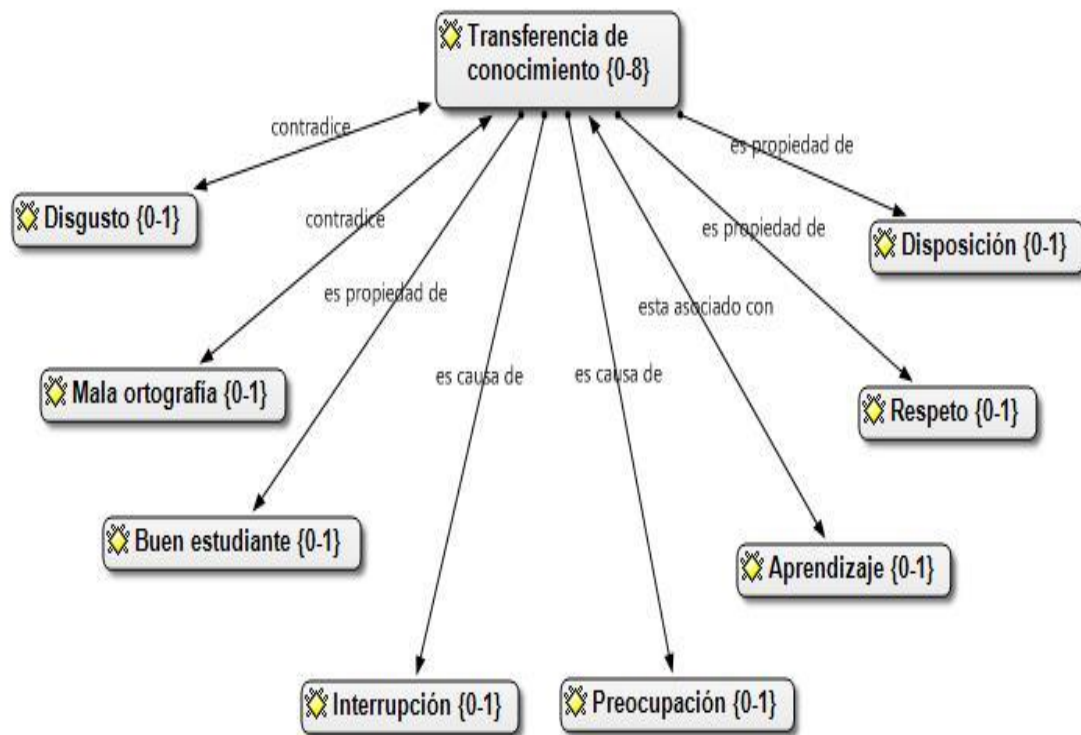 Transferencia de
conocimiento {0-8}
contradice
es propiedad de
Disgusto {0-1}
contradice
es propiedad de
Disposición {0-1}
es propiedad de
esta asociado con
Mala ortografía {0-1}
es causa de
es causa de
Respeto {0-1}
Buen estudiante {0-1}
Aprendizaje {0-1}
Interrupción {0-1}
Preocupación {0-1}